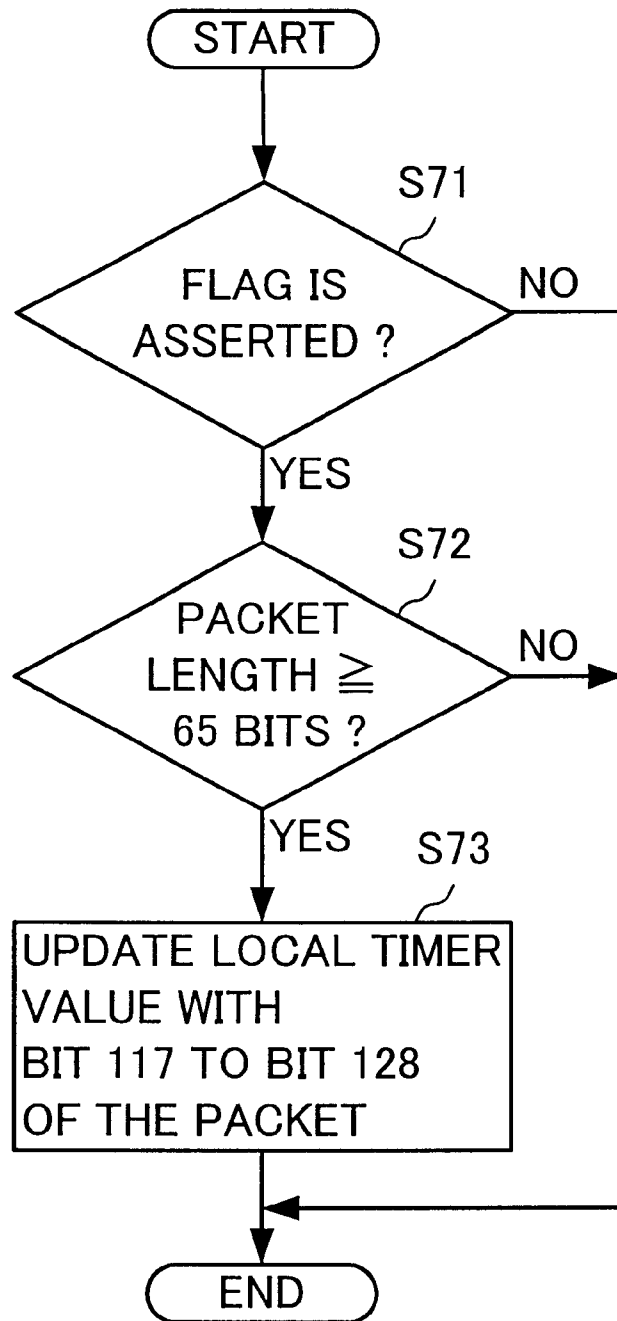 START
S71
FLAG IS
ASSERTED ?
NO
YES
S72
PACKET
LENGTH ≧
65 BITS ?
NO
YES
S73
UPDATE LOCAL TIMER
VALUE WITH
BIT 117 TO BIT 128
OF THE PACKET
END